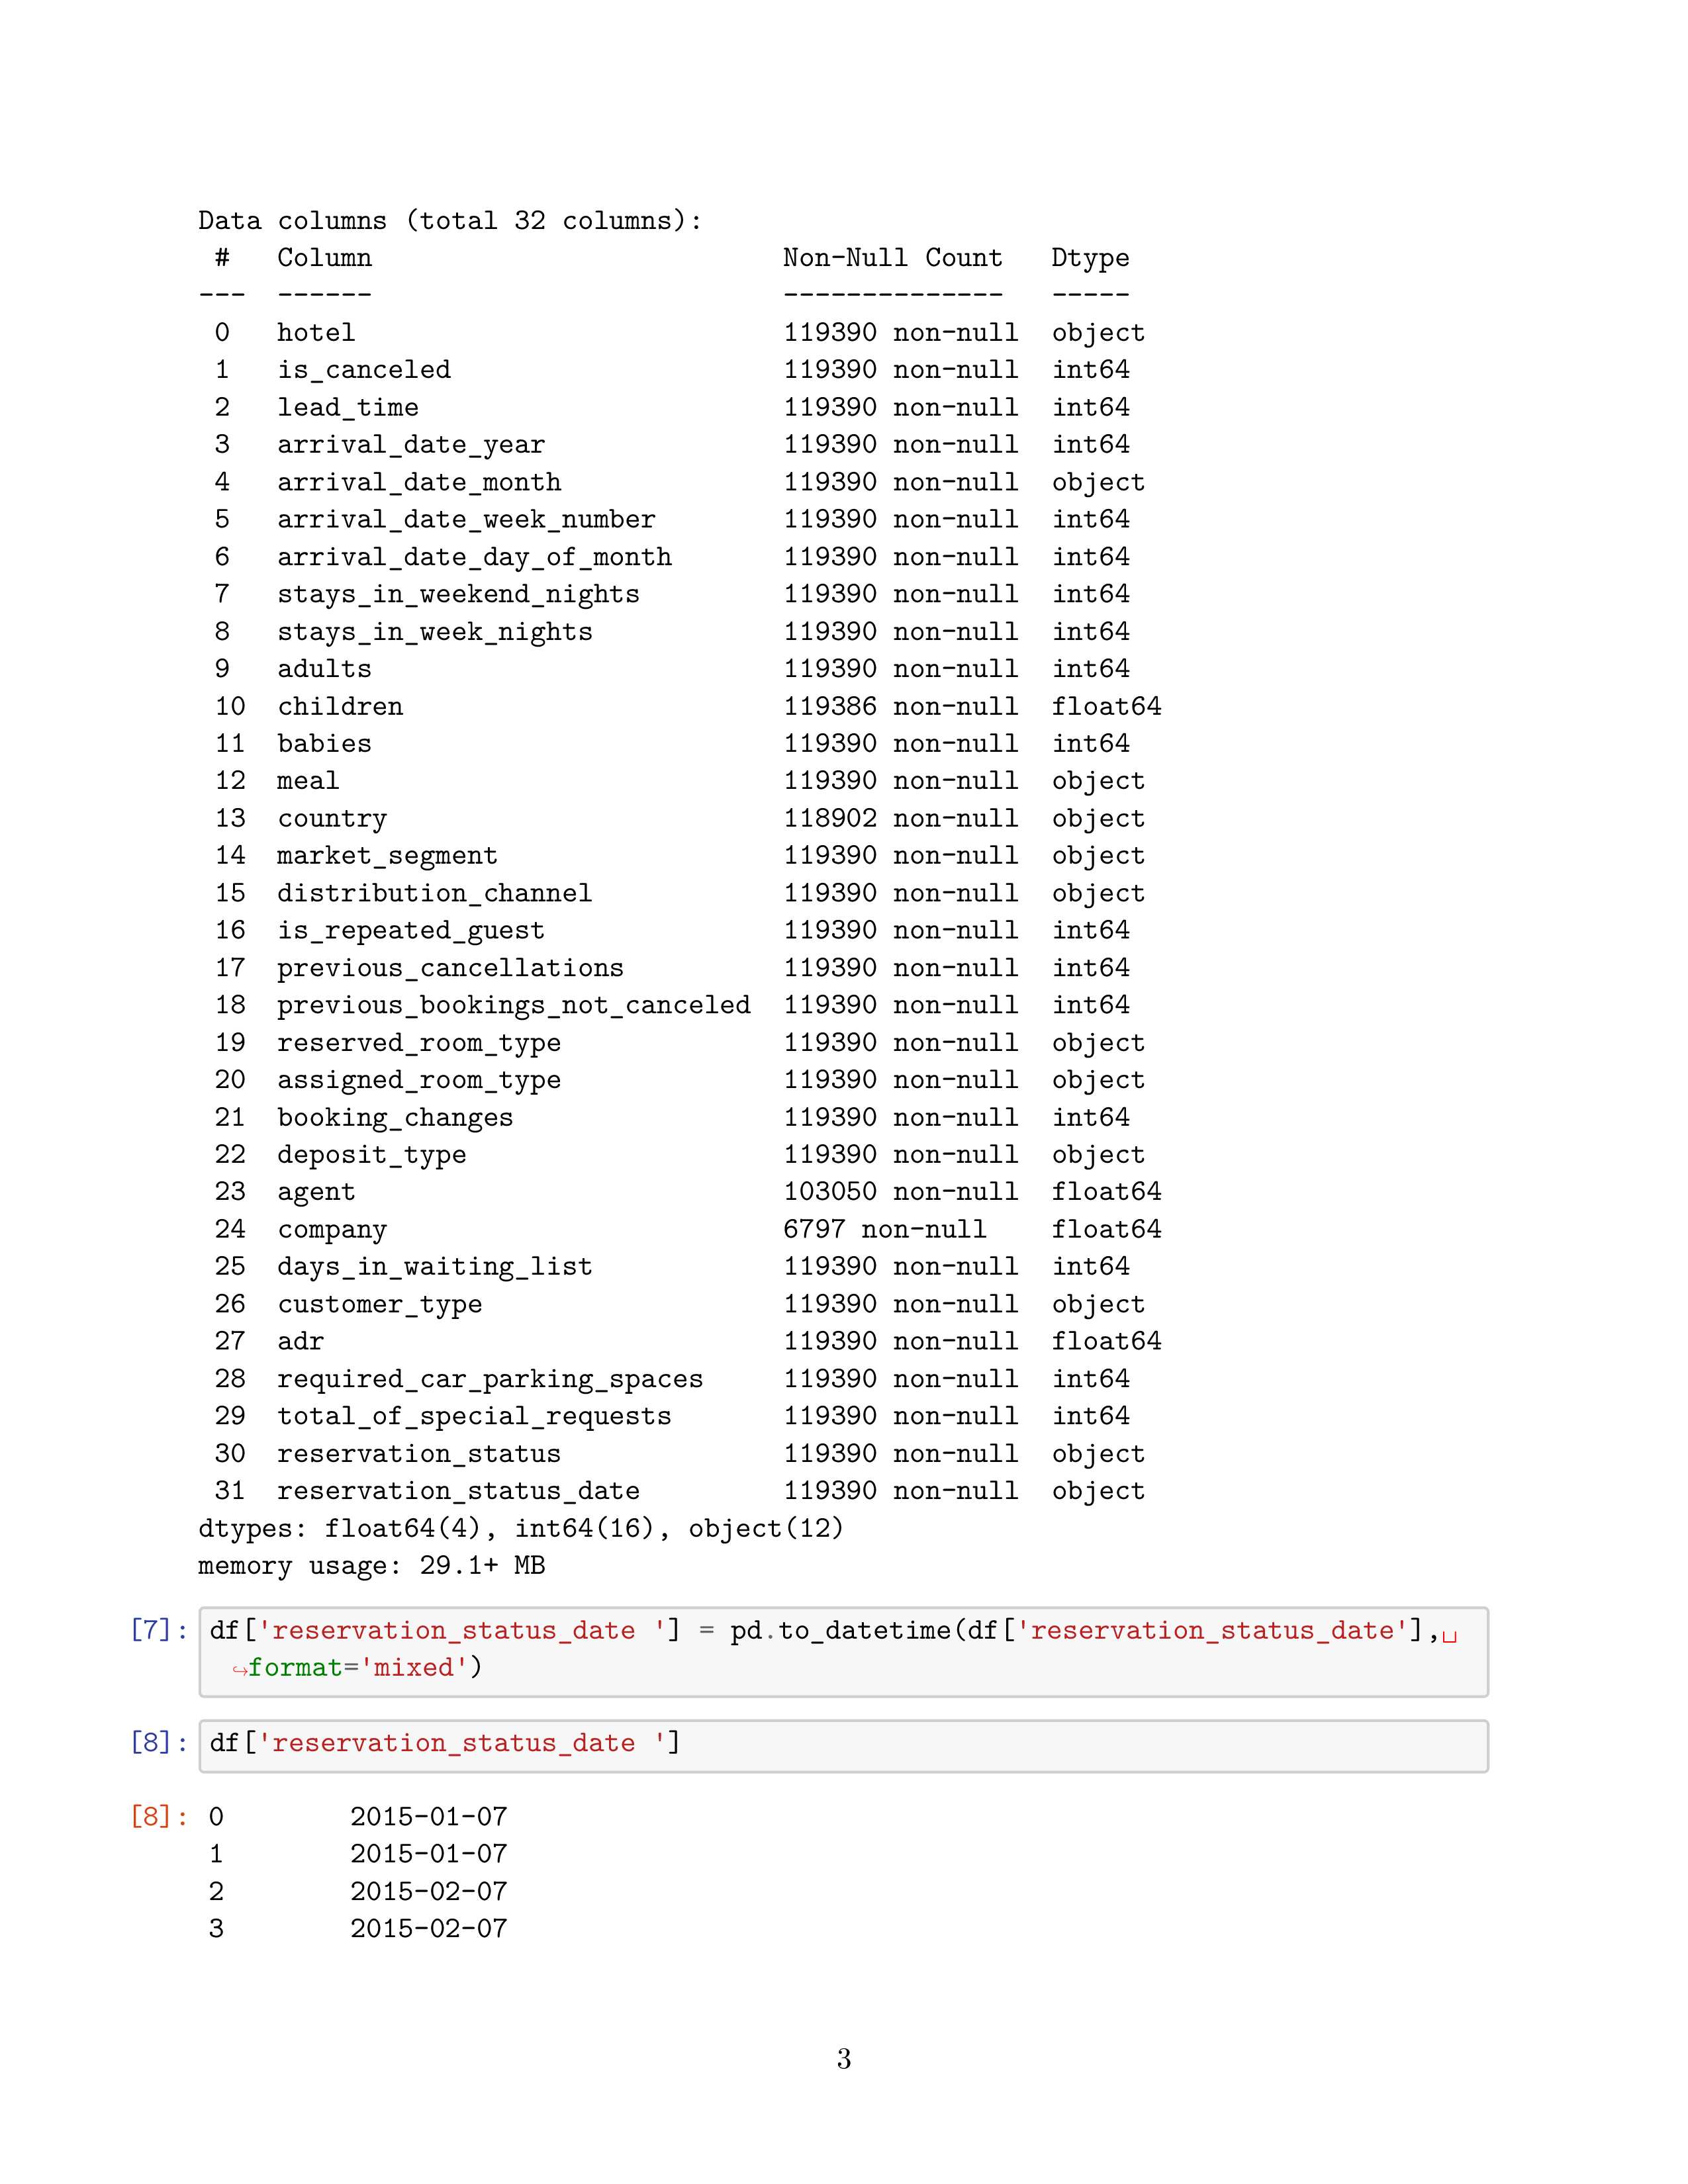 Data columns (total 32 columns):
 #   Column                          Non-Null Count   Dtype
---  ------                          --------------   -----
 0   hotel                           119390 non-null  object
 1   is_canceled                     119390 non-null  int64
 2   lead_time                       119390 non-null  int64
 3   arrival_date_year               119390 non-null  int64
 4   arrival_date_month              119390 non-null  object
 5   arrival_date_week_number        119390 non-null  int64
 6   arrival_date_day_of_month       119390 non-null  int64
 7   stays_in_weekend_nights         119390 non-null  int64
 8   stays_in_week_nights            119390 non-null  int64
 9   adults                          119390 non-null  int64
 10  children                        119386 non-null  float64
 11  babies                          119390 non-null  int64
 12  meal                            119390 non-null  object
 13  country                         118902 non-null  object
 14  market_segment                  119390 non-null  object
 15  distribution_channel            119390 non-null  object
 16  is_repeated_guest               119390 non-null  int64
 17  previous_cancellations          119390 non-null  int64
 18  previous_bookings_not_canceled  119390 non-null  int64
 19  reserved_room_type              119390 non-null  object
 20  assigned_room_type              119390 non-null  object
 21  booking_changes                 119390 non-null  int64
 22  deposit_type                    119390 non-null  object
 23  agent                           103050 non-null  float64
 24  company                         6797 non-null    float64
 25  days_in_waiting_list            119390 non-null  int64
 26  customer_type                   119390 non-null  object
 27  adr                             119390 non-null  float64
 28  required_car_parking_spaces     119390 non-null  int64
 29  total_of_special_requests       119390 non-null  int64
 30  reservation_status              119390 non-null  object
 31  reservation_status_date         119390 non-null  object
dtypes: float64(4), int64(16), object(12)
memory usage: 29.1+ MB
[7]: df['reservation_status_date '] = pd.to_datetime(df['reservation_status_date'],␣
↪format='mixed')
[8]: df['reservation_status_date ']
[8]: 0        2015-01-07
1        2015-01-07
2        2015-02-07
3        2015-02-07
3